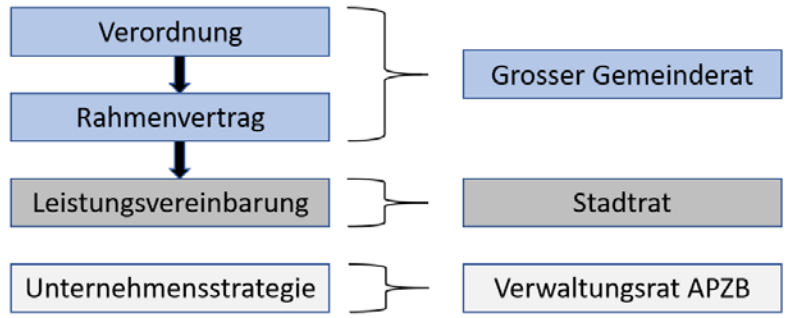 Verordnung
Rahmenvertrag
Grosser Gemeinderat
Leistungsvereinbarung
Stadtrat
Unternehmensstrategie
Verwaltungsrat APZB